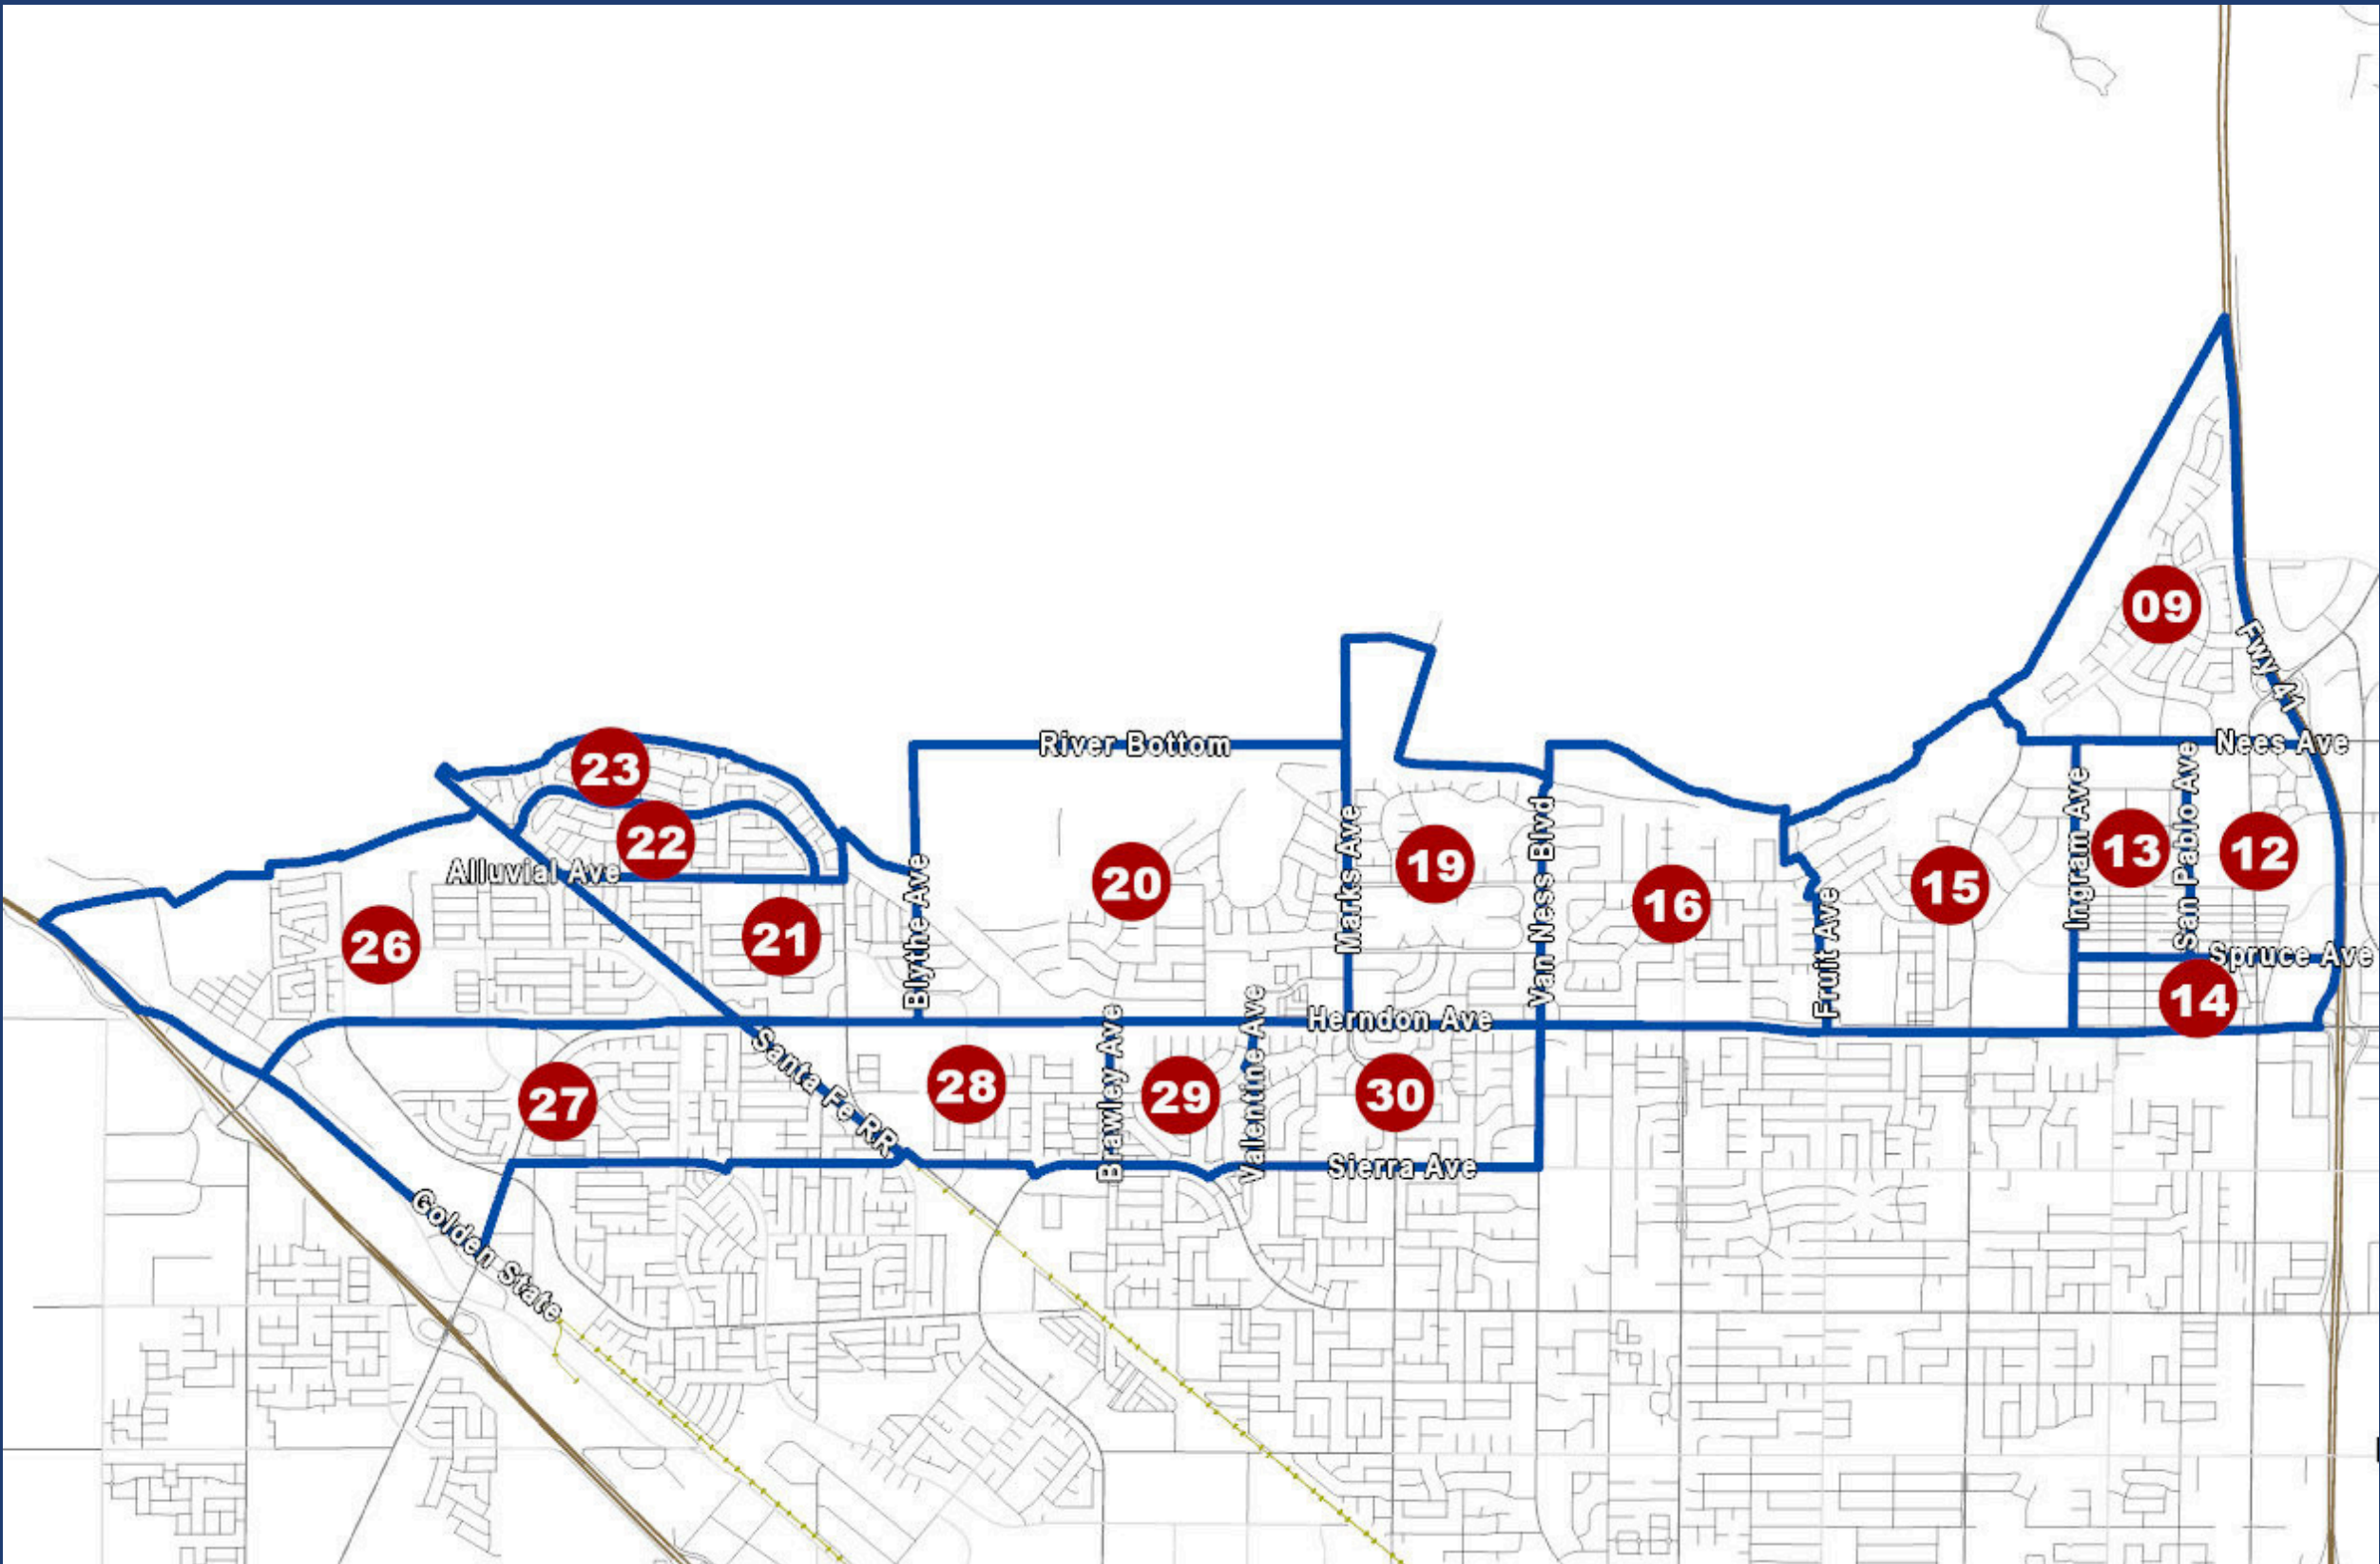 09
Fwy 41
Nees Ave
River Bottom
23
22
Alluvial Ave
20
19
16
15
13
12
Ingram Ave
San Pablo Ave
Marks Ave
Van Ness Blvd
Blythe Ave
Fruit Ave
26
21
Spruce Ave
14
Herndon Ave
Santa Fe RR
27
28
Brawley Ave
29
Valentine Ave
30
Sierra Ave
Golden State